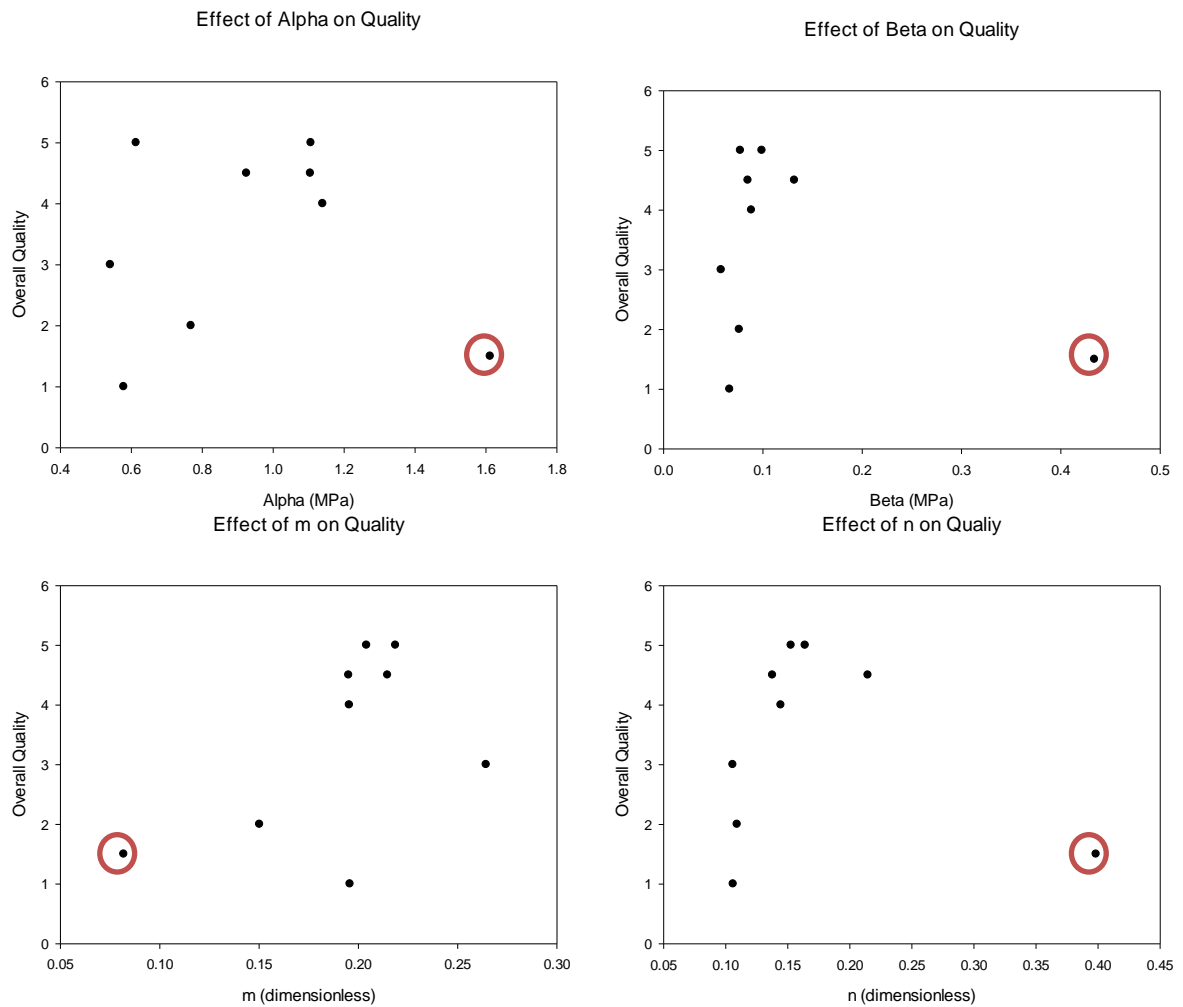 Effect of Alpha on Quality
6
5
4
3
2
1
0
Overall Quality
0.4 0.6 0.8 1.0 1.2 1.4 1.6 1.8
Alpha (MPa)
Effect of Beta on Quality
6
5
4
3
2
1
0
Overall Quality
0.0 0.1 0.2 0.3 0.4 0.5
Beta (MPa)
Effect of m on Quality
6
5
4
3
2
1
0
Overall Quality
0.05 0.10 0.15 0.20 0.25 0.30
m (dimensionless)
Effect of n on Qualiy
6
5
4
3
2
1
0
Overall Quality
0.05 0.10 0.15 0.20 0.25 0.30 0.35 0.40 0.45
n (dimensionless)